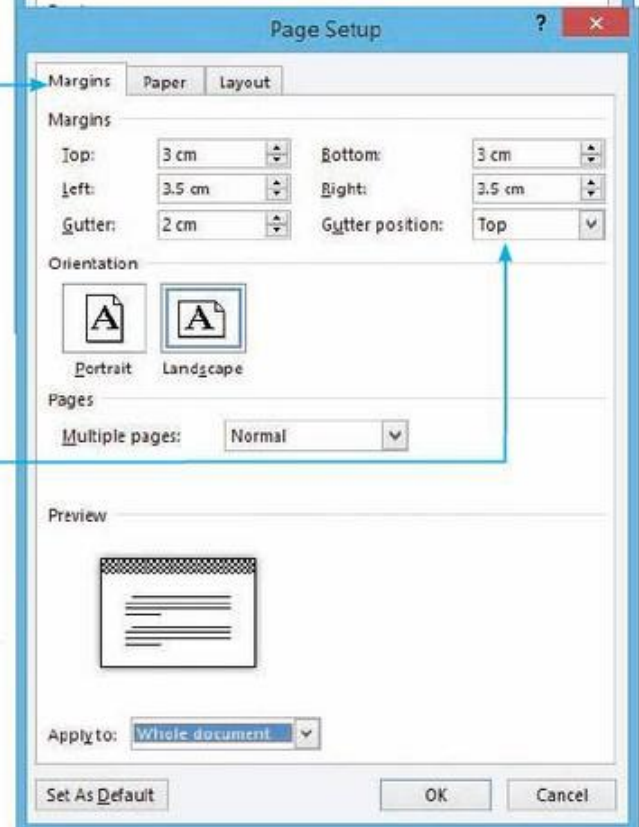 Page Setup ?
Margins Paper Layout
Margins
Top: 3 cm Bottom: 3 cm
Left: 3.5 cm Right: 3.5 cm
Gutter: 2 cm Gutter position: Top
Orientation
A A
Portrait Landscape
Pages
Multiple pages: Normal
Preview
Apply to: Whole document
Set As Default OK Cancel